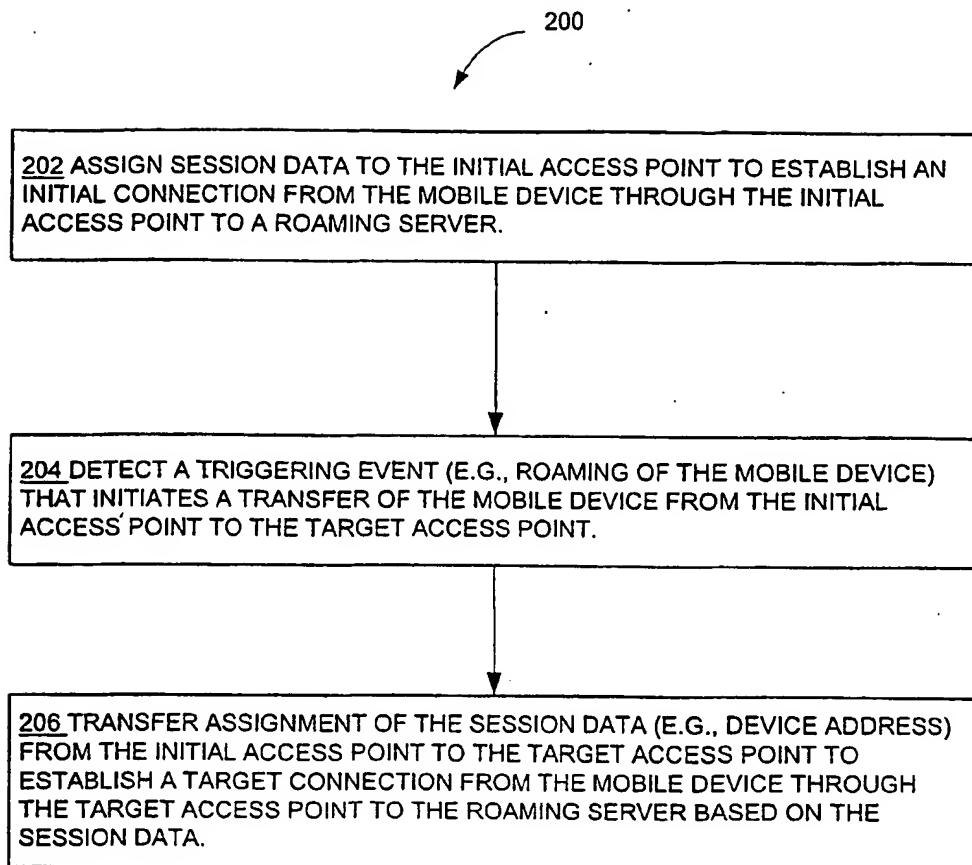 200
202 ASSIGN SESSION DATA TO THE INITIAL ACCESS POINT TO ESTABLISH AN
INITIAL CONNECTION FROM THE MOBILE DEVICE THROUGH THE INITIAL
ACCESS POINT TO A ROAMING SERVER.
204 DETECT A TRIGGERING EVENT (E.G., ROAMING OF THE MOBILE DEVICE)
THAT INITIATES A TRANSFER OF THE MOBILE DEVICE FROM THE INITIAL
ACCESS POINT TO THE TARGET ACCESS POINT.
206 TRANSFER ASSIGNMENT OF THE SESSION DATA (E.G., DEVICE ADDRESS)
FROM THE INITIAL ACCESS POINT TO THE TARGET ACCESS POINT TO
ESTABLISH A TARGET CONNECTION FROM THE MOBILE DEVICE THROUGH
THE TARGET ACCESS POINT TO THE ROAMING SERVER BASED ON THE
SESSION DATA.